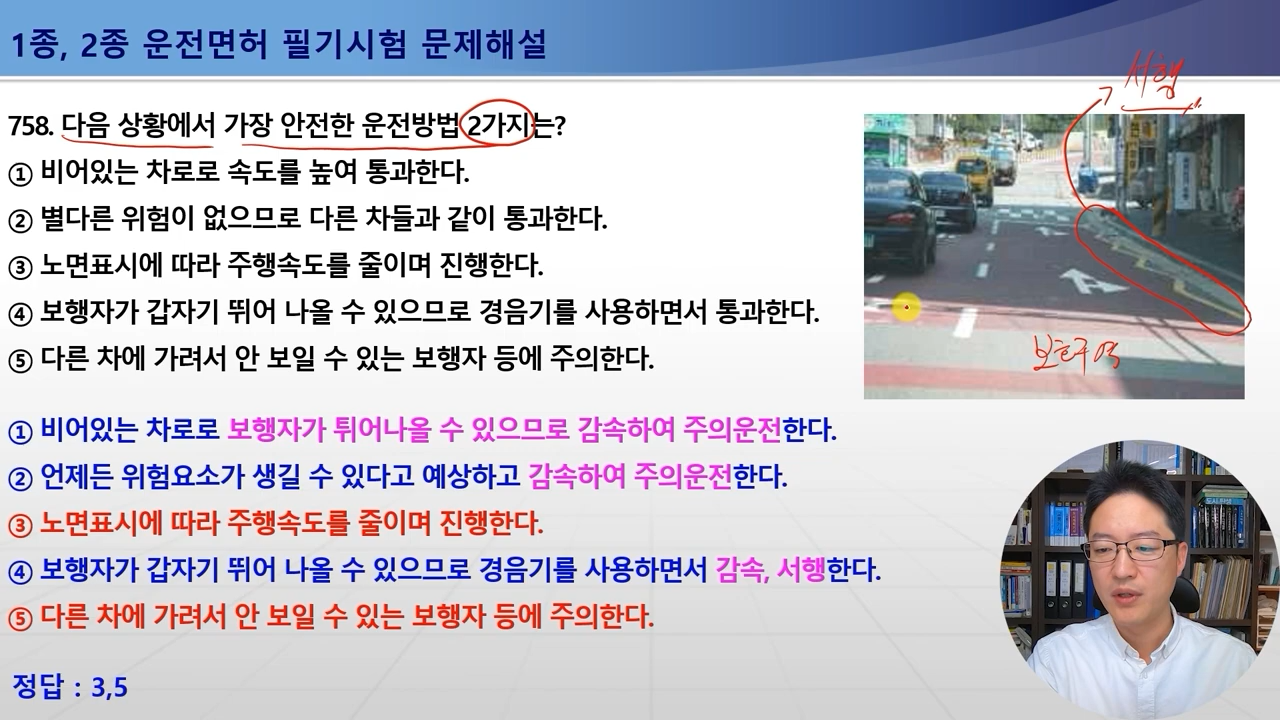 1종, 2종 운전면허 필기시험 문제해설
758. 다음 상황에서 가장 안전한 운전방법 2가지는?
① 비어있는 차로로 속도를 높여 통과한다.
② 별다른 위험이 없으므로 다른 차들과 같이 통과한다.
③ 노면표시에 따라 주행속도를 줄이며 진행한다.
④ 보행자가 갑자기 뛰어 나올 수 있으므로 경음기를 사용하면서 통과한다.
⑤ 다른 차에 가려서 안 보일 수 있는 보행자 등에 주의한다.
서행
보호구역
① 비어있는 차로로 보행자가 튀어나올 수 있으므로 감속하여 주의운전한다.
② 언제든 위험요소가 생길 수 있다고 예상하고 감속하여 주의운전한다.
③ 노면표시에 따라 주행속도를 줄이며 진행한다.
④ 보행자가 갑자기 뛰어 나올 수 있으므로 경음기를 사용하면서 감속, 서행한다.
⑤ 다른 차에 가려서 안 보일 수 있는 보행자 등에 주의한다.
정답 : 3,5